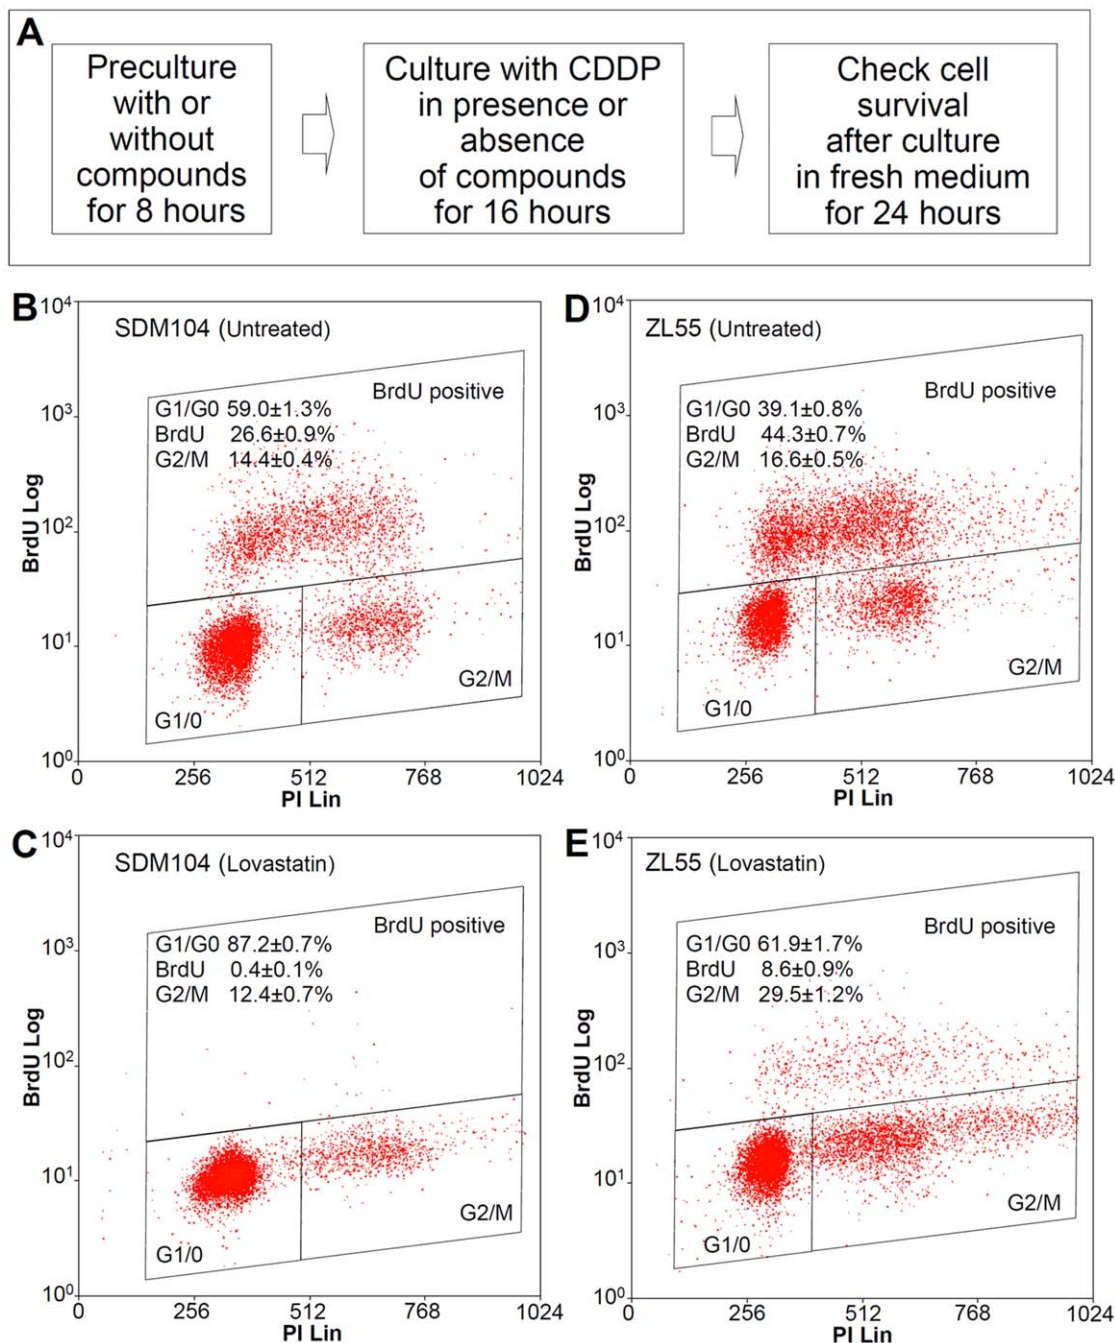 A
Preculture
with or
without
compounds
for 8 hours
Culture with CDDP
in presence or
absence
of compounds
for 16 hours
Check cell
survival
after culture
in fresh medium
for 24 hours
B
SDM104 (Untreated)
BrdU positive
G1/G0 59.0±1.3%
BrdU 26.6±0.9%
G2/M 14.4±0.4%
G2/M
G1/0
BrdU Log
10⁴
10³
10²
10¹
10⁰
0 256 512 768 1024
PI Lin
D
ZL55 (Untreated)
BrdU positive
G1/G0 39.1±0.8%
BrdU 44.3±0.7%
G2/M 16.6±0.5%
G2/M
G1/0
BrdU Log
10⁴
10³
10²
10¹
10⁰
0 256 512 768 1024
PI Lin
C
SDM104 (Lovastatin)
BrdU positive
G1/G0 87.2±0.7%
BrdU 0.4±0.1%
G2/M 12.4±0.7%
G2/M
G1/0
BrdU Log
10⁴
10³
10²
10¹
10⁰
0 256 512 768 1024
PI Lin
E
ZL55 (Lovastatin)
BrdU positive
G1/G0 61.9±1.7%
BrdU 8.6±0.9%
G2/M 29.5±1.2%
G2/M
G1/0
BrdU Log
10⁴
10³
10²
10¹
10⁰
0 256 512 768 1024
PI Lin